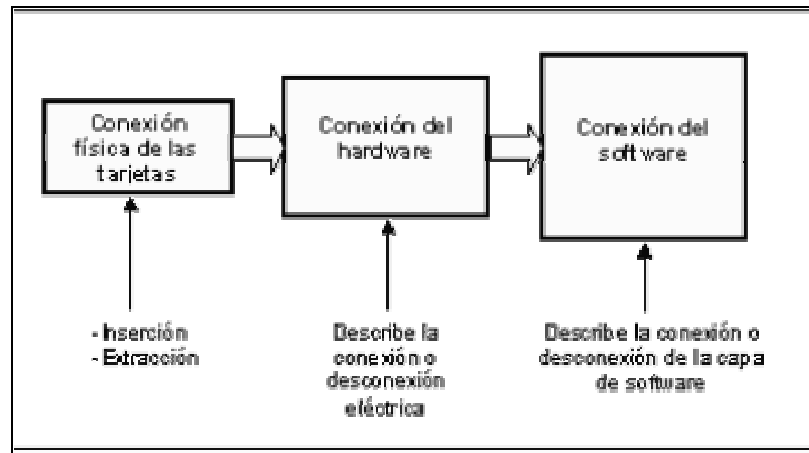 Conexión
física de las
tarjetas
Conexión del
hardware
Conexión del
software
- Inserción
- Extracción
Describe la
conexión o
desconexión
eléctrica
Describe la conexión o
desconexión de la capa
de software